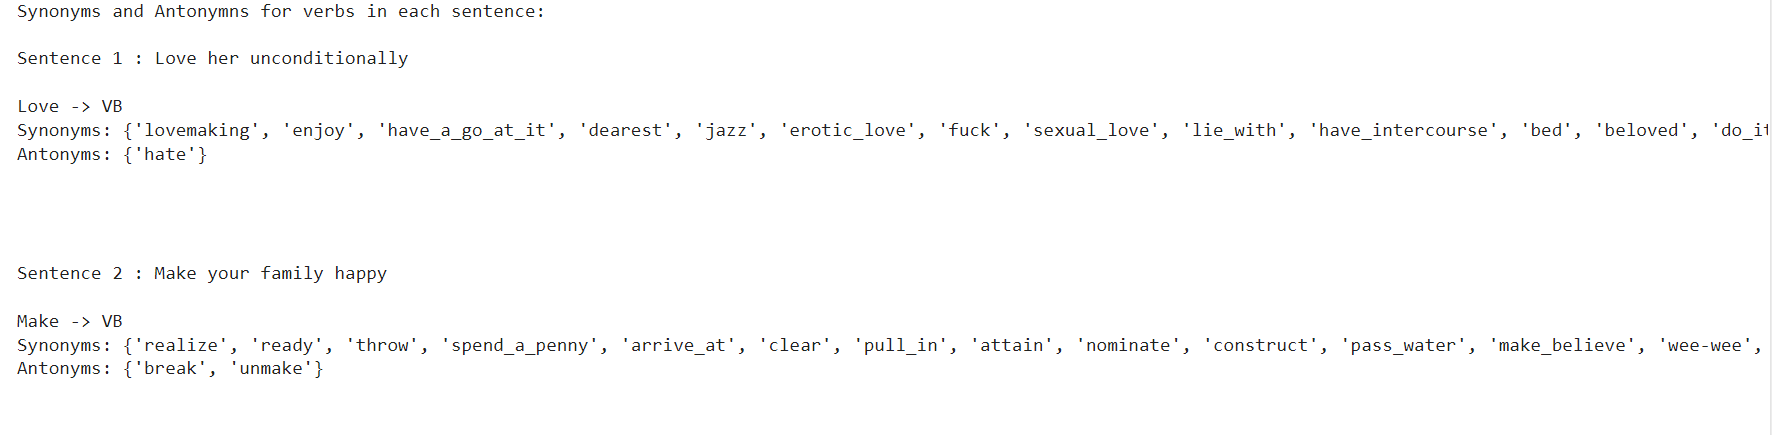 Synonyms and Antonymns for verbs in each sentence:
Sentence 1 : Love her unconditionally
Love -> VB
Synonyms: {'lovemaking', 'enjoy', 'have_a_go_at_it', 'dearest', 'jazz', 'erotic_love', 'fuck', 'sexual_love', 'lie_with', 'have_intercourse', 'bed', 'beloved', 'do_it
Antonyms: {'hate'}
Sentence 2 : Make your family happy
Make -> VB
Synonyms: {'realize', 'ready', 'throw', 'spend_a_penny', 'arrive_at', 'clear', 'pull_in', 'attain', 'nominate', 'construct', 'pass_water', 'make_believe', 'wee-wee',
Antonyms: {'break', 'unmake'}